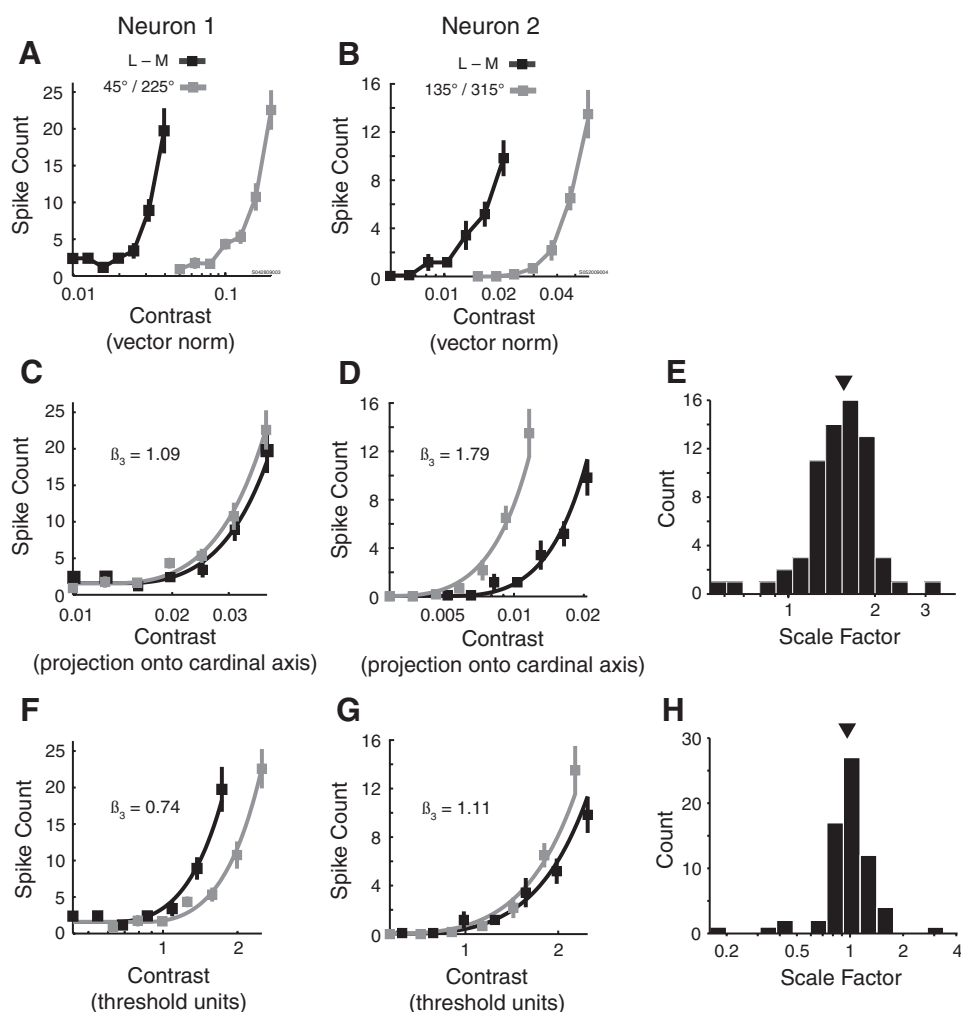 Neuron 1
Neuron 2
A
L – M
45° / 225°
25
20
15
10
5
0
Spike Count
0.01
0.1
Contrast
(vector norm)
S042809003
B
L – M
135° / 315°
16
12
8
4
0
Spike Count
0.01
0.02
0.04
Contrast
(vector norm)
S052009004
C
25
20
15
10
5
0
Spike Count
ß3 = 1.09
0.01
0.02
0.03
Contrast
(projection onto cardinal axis)
D
16
12
8
4
0
Spike Count
ß3 = 1.79
0.005
0.01
0.02
Contrast
(projection onto cardinal axis)
E
16
12
8
4
0
Count
1
2
3
Scale Factor
F
25
20
15
10
5
0
Spike Count
ß3 = 0.74
1
2
Contrast
(threshold units)
G
16
12
8
4
0
Spike Count
ß3 = 1.11
1
2
Contrast
(threshold units)
H
30
20
10
0
Count
0.2
0.5
1
2
4
Scale Factor